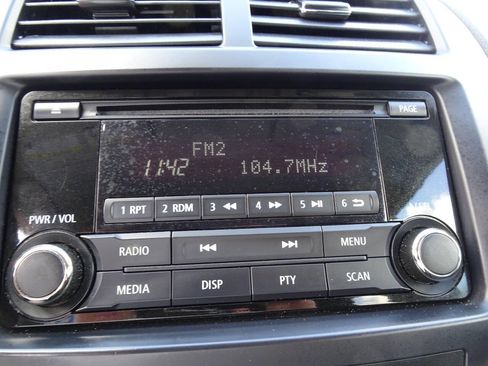 PAGE
FM2
11:42 104.7MHz
1 RPT 2 RDM 3 4 5 6
PWR / VOL
RADIO MENU
MEDIA DISP PTY SCAN